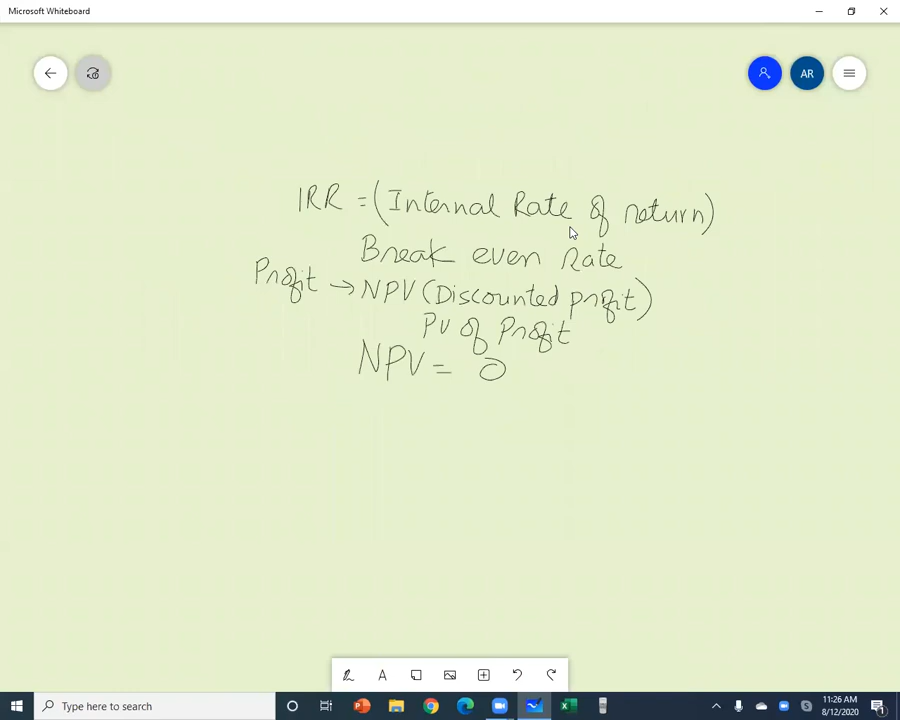 Microsoft Whiteboard
AR
IRR = (Internal Rate of return)
Break even Rate
Profit → NPV (Discounted profit)
PV of Profit
NPV = 0
A
Type here to search
11:26 AM
8/12/2020
1